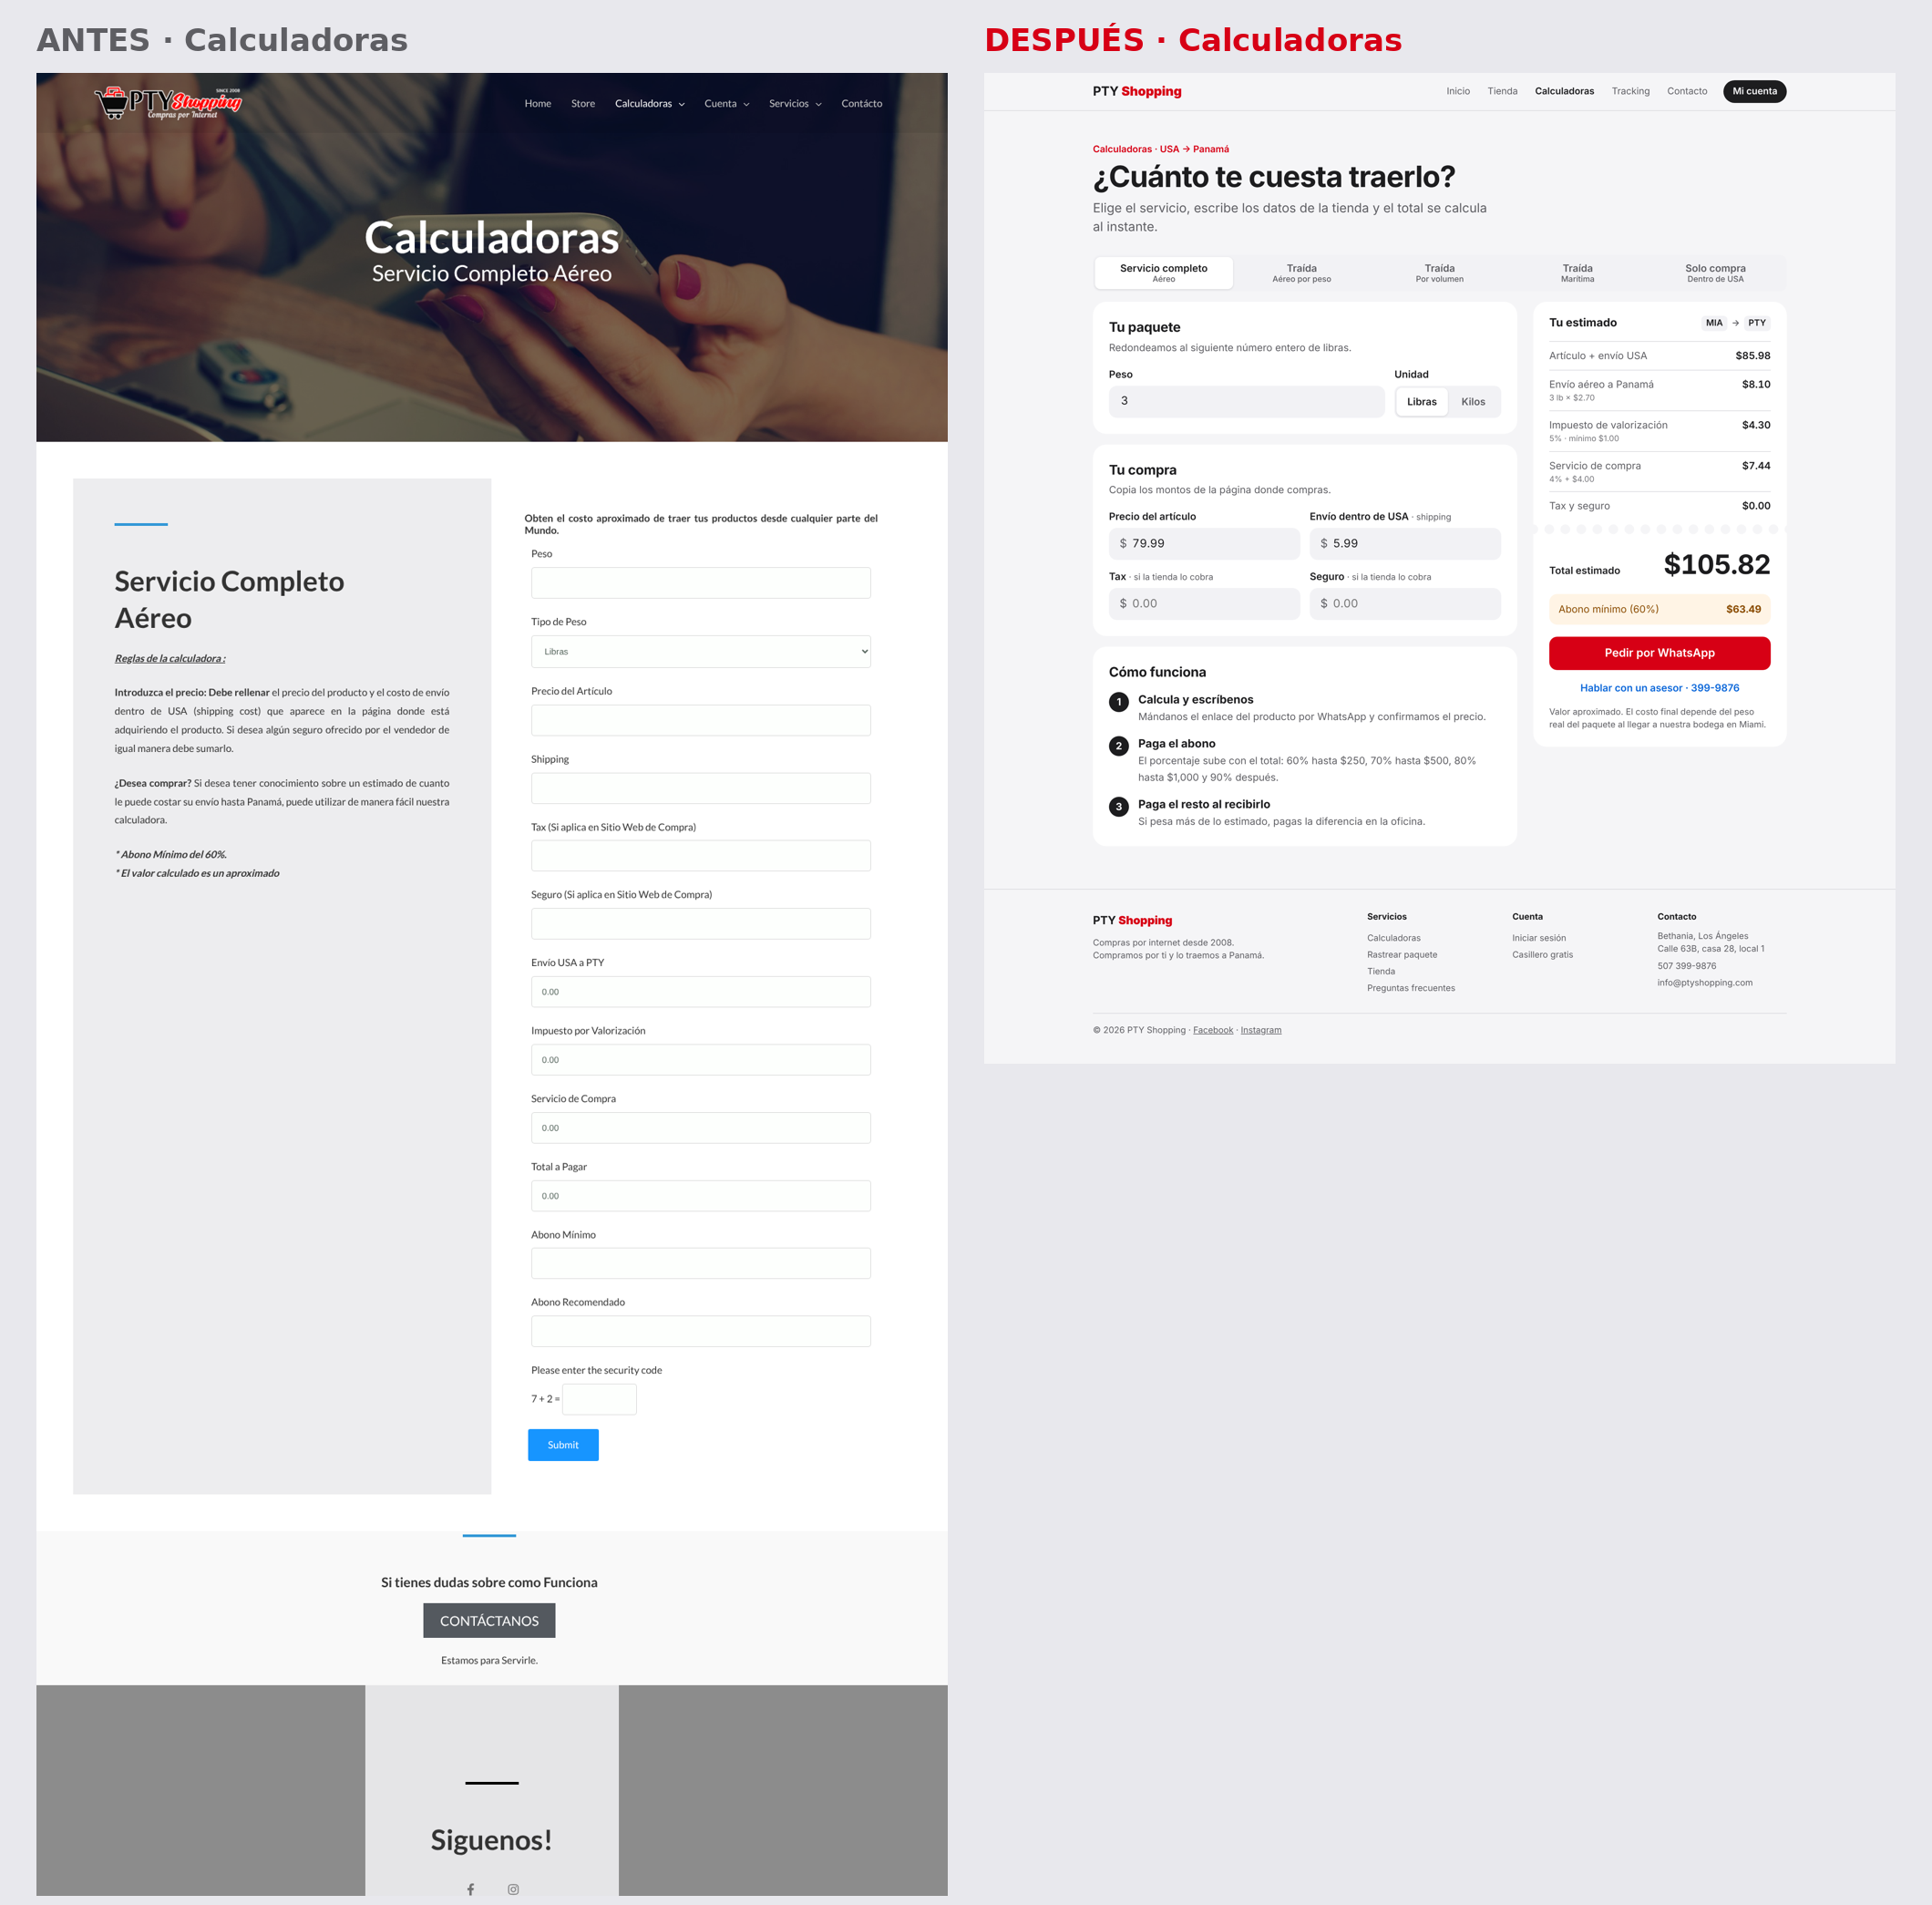 ANTES · Calculadoras
PTY Shopping
SINCE 2008
Compras por Internet
Home
Store
Calculadoras
Cuenta
Servicios
Contácto
Calculadoras
Servicio Completo Aéreo
Servicio Completo
Aéreo
Reglas de la calculadora :
Introduzca el precio: Debe rellenar el precio del producto y el costo de envío
dentro de USA (shipping cost) que aparece en la página donde está
adquiriendo el producto. Si desea algún seguro ofrecido por el vendedor de
igual manera debe sumarlo.
¿Desea comprar? Si desea tener conocimiento sobre un estimado de cuanto
le puede costar su envío hasta Panamá, puede utilizar de manera fácil nuestra
calculadora.
* Abono Mínimo del 60%.
* El valor calculado es un aproximado
Obten el costo aproximado de traer tus productos desde cualquier parte del
Mundo.
Peso
Tipo de Peso
Libras
Precio del Artículo
Shipping
Tax (Si aplica en Sitio Web de Compra)
Seguro (Si aplica en Sitio Web de Compra)
Envío USA a PTY
0.00
Impuesto por Valorización
0.00
Servicio de Compra
0.00
Total a Pagar
0.00
Abono Mínimo
Abono Recomendado
Please enter the security code
7 + 2 =
Submit
Si tienes dudas sobre como Funciona
CONTÁCTANOS
Estamos para Servirle.
Siguenos!
DESPUÉS · Calculadoras
PTY Shopping
Inicio
Tienda
Calculadoras
Tracking
Contacto
Mi cuenta
Calculadoras · USA → Panamá
¿Cuánto te cuesta traerlo?
Elige el servicio, escribe los datos de la tienda y el total se calcula
al instante.
Servicio completo
Aéreo
Traída
Aéreo por peso
Traída
Por volumen
Traída
Marítima
Solo compra
Dentro de USA
Tu paquete
Redondeamos al siguiente número entero de libras.
Peso
Unidad
3
Libras
Kilos
Tu compra
Copia los montos de la página donde compras.
Precio del artículo
Envío dentro de USA · shipping
$ 79.99
$ 5.99
Tax · si la tienda lo cobra
Seguro · si la tienda lo cobra
$ 0.00
$ 0.00
Cómo funciona
1 Calcula y escríbenos
Mándanos el enlace del producto por WhatsApp y confirmamos el precio.
2 Paga el abono
El porcentaje sube con el total: 60% hasta $250, 70% hasta $500, 80%
hasta $1,000 y 90% después.
3 Paga el resto al recibirlo
Si pesa más de lo estimado, pagas la diferencia en la oficina.
Tu estimado
MIA → PTY
Artículo + envío USA $85.98
Envío aéreo a Panamá $8.10
3 lb × $2.70
Impuesto de valorización $4.30
5% · mínimo $1.00
Servicio de compra $7.44
4% + $4.00
Tax y seguro $0.00
Total estimado $105.82
Abono mínimo (60%) $63.49
Pedir por WhatsApp
Hablar con un asesor · 399-9876
Valor aproximado. El costo final depende del peso
real del paquete al llegar a nuestra bodega en Miami.
PTY Shopping
Compras por internet desde 2008.
Compramos por ti y lo traemos a Panamá.
Servicios
Calculadoras
Rastrear paquete
Tienda
Preguntas frecuentes
Cuenta
Iniciar sesión
Casillero gratis
Contacto
Bethania, Los Ángeles
Calle 63B, casa 28, local 1
507 399-9876
info@ptyshopping.com
© 2026 PTY Shopping · Facebook · Instagram